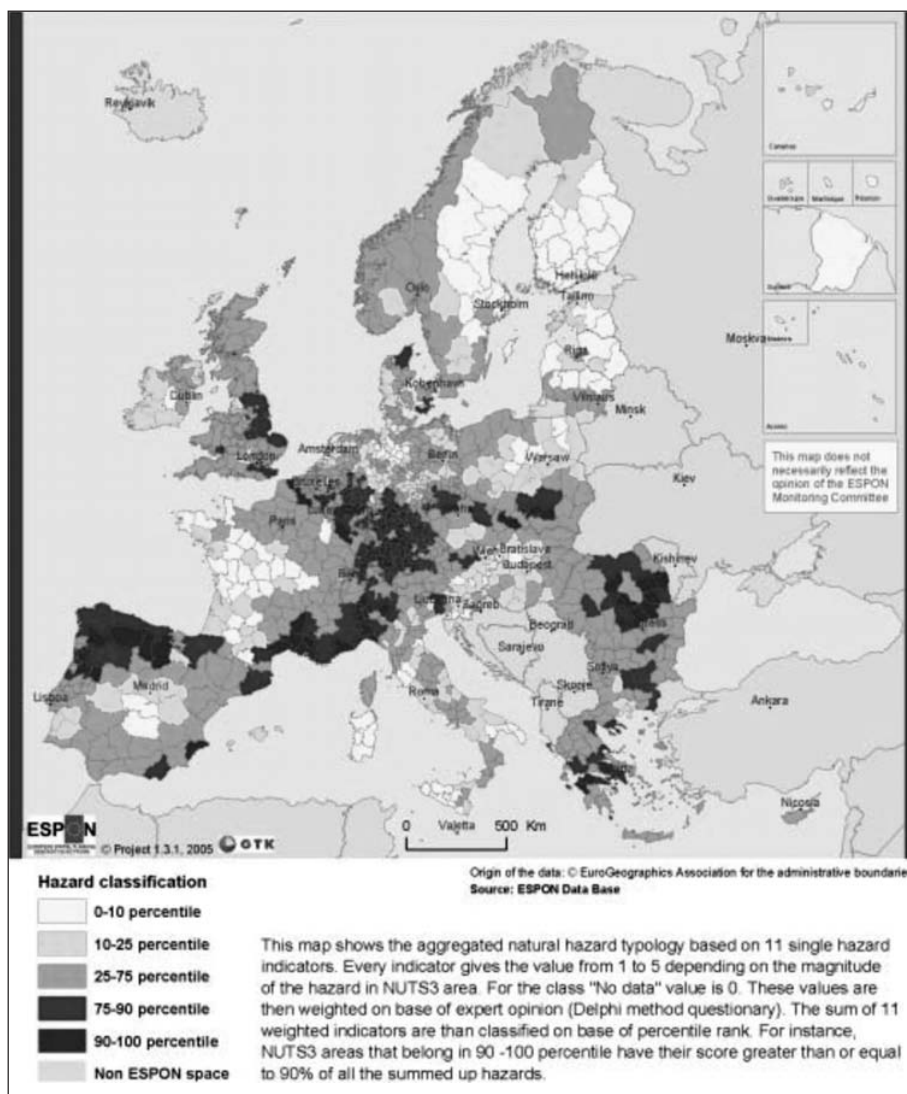 Reykjavik
Canarias
Guadeloupe
Martinique
Réunion
Helsinki
Oslo
Tallinn
Stockholm
Moskva
Riga
København
Dublin
Vilnius
Minsk
Amsterdam
London
Berlin
Warsaw
This map does not
necessarily reflect the
opinion of the ESPON
Monitoring Committee
Kiev
Paris
Bratislava
Budapest
Kishinev
Ljubljana
Zagreb
Beograd
Sarajevo
Sofiya
Madrid
Skopje
Lisboa
Roma
Tirane
Ankara
Nicosia
ESPON
© Project 1.3.1, 2005
GTK
Valetta
0 500 Km
Origin of the data: © EuroGeographics Association for the administrative boundarie
Source: ESPON Data Base
Hazard classification
0-10 percentile
10-25 percentile
25-75 percentile
75-90 percentile
90-100 percentile
Non ESPON space
This map shows the aggregated natural hazard typology based on 11 single hazard
indicators. Every indicator gives the value from 1 to 5 depending on the magnitude
of the hazard in NUTS3 area. For the class "No data" value is 0. These values are
then weighted on base of expert opinion (Delphi method questionary). The sum of 11
weighted indicators are than classified on base of percentile rank. For instance,
NUTS3 areas that belong in 90 -100 percentile have their score greater than or equal
to 90% of all the summed up hazards.